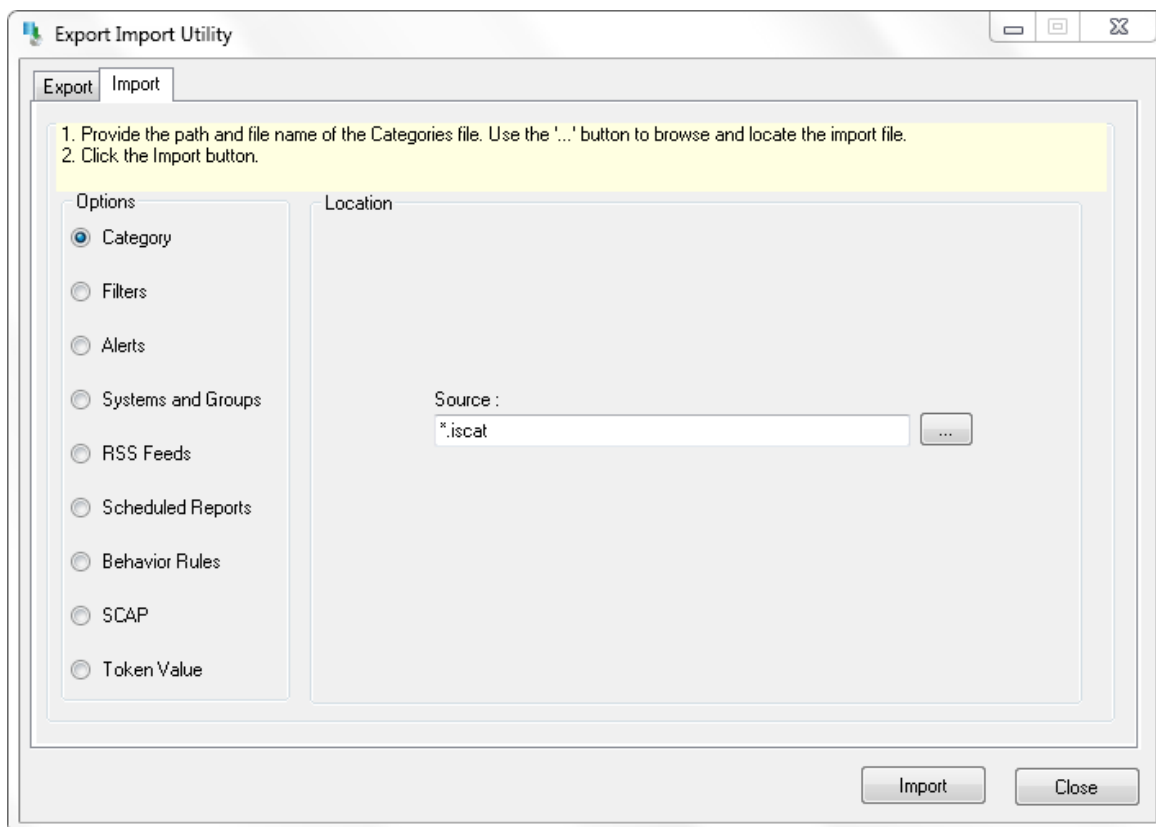 Export Import Utility
Export Import
1. Provide the path and file name of the Categories file. Use the '...' button to browse and locate the import file.
2. Click the Import button.
Options
Location
Category
Filters
Alerts
Systems and Groups
RSS Feeds
Scheduled Reports
Behavior Rules
SCAP
Token Value
Source :
*.iscat
...
Import
Close